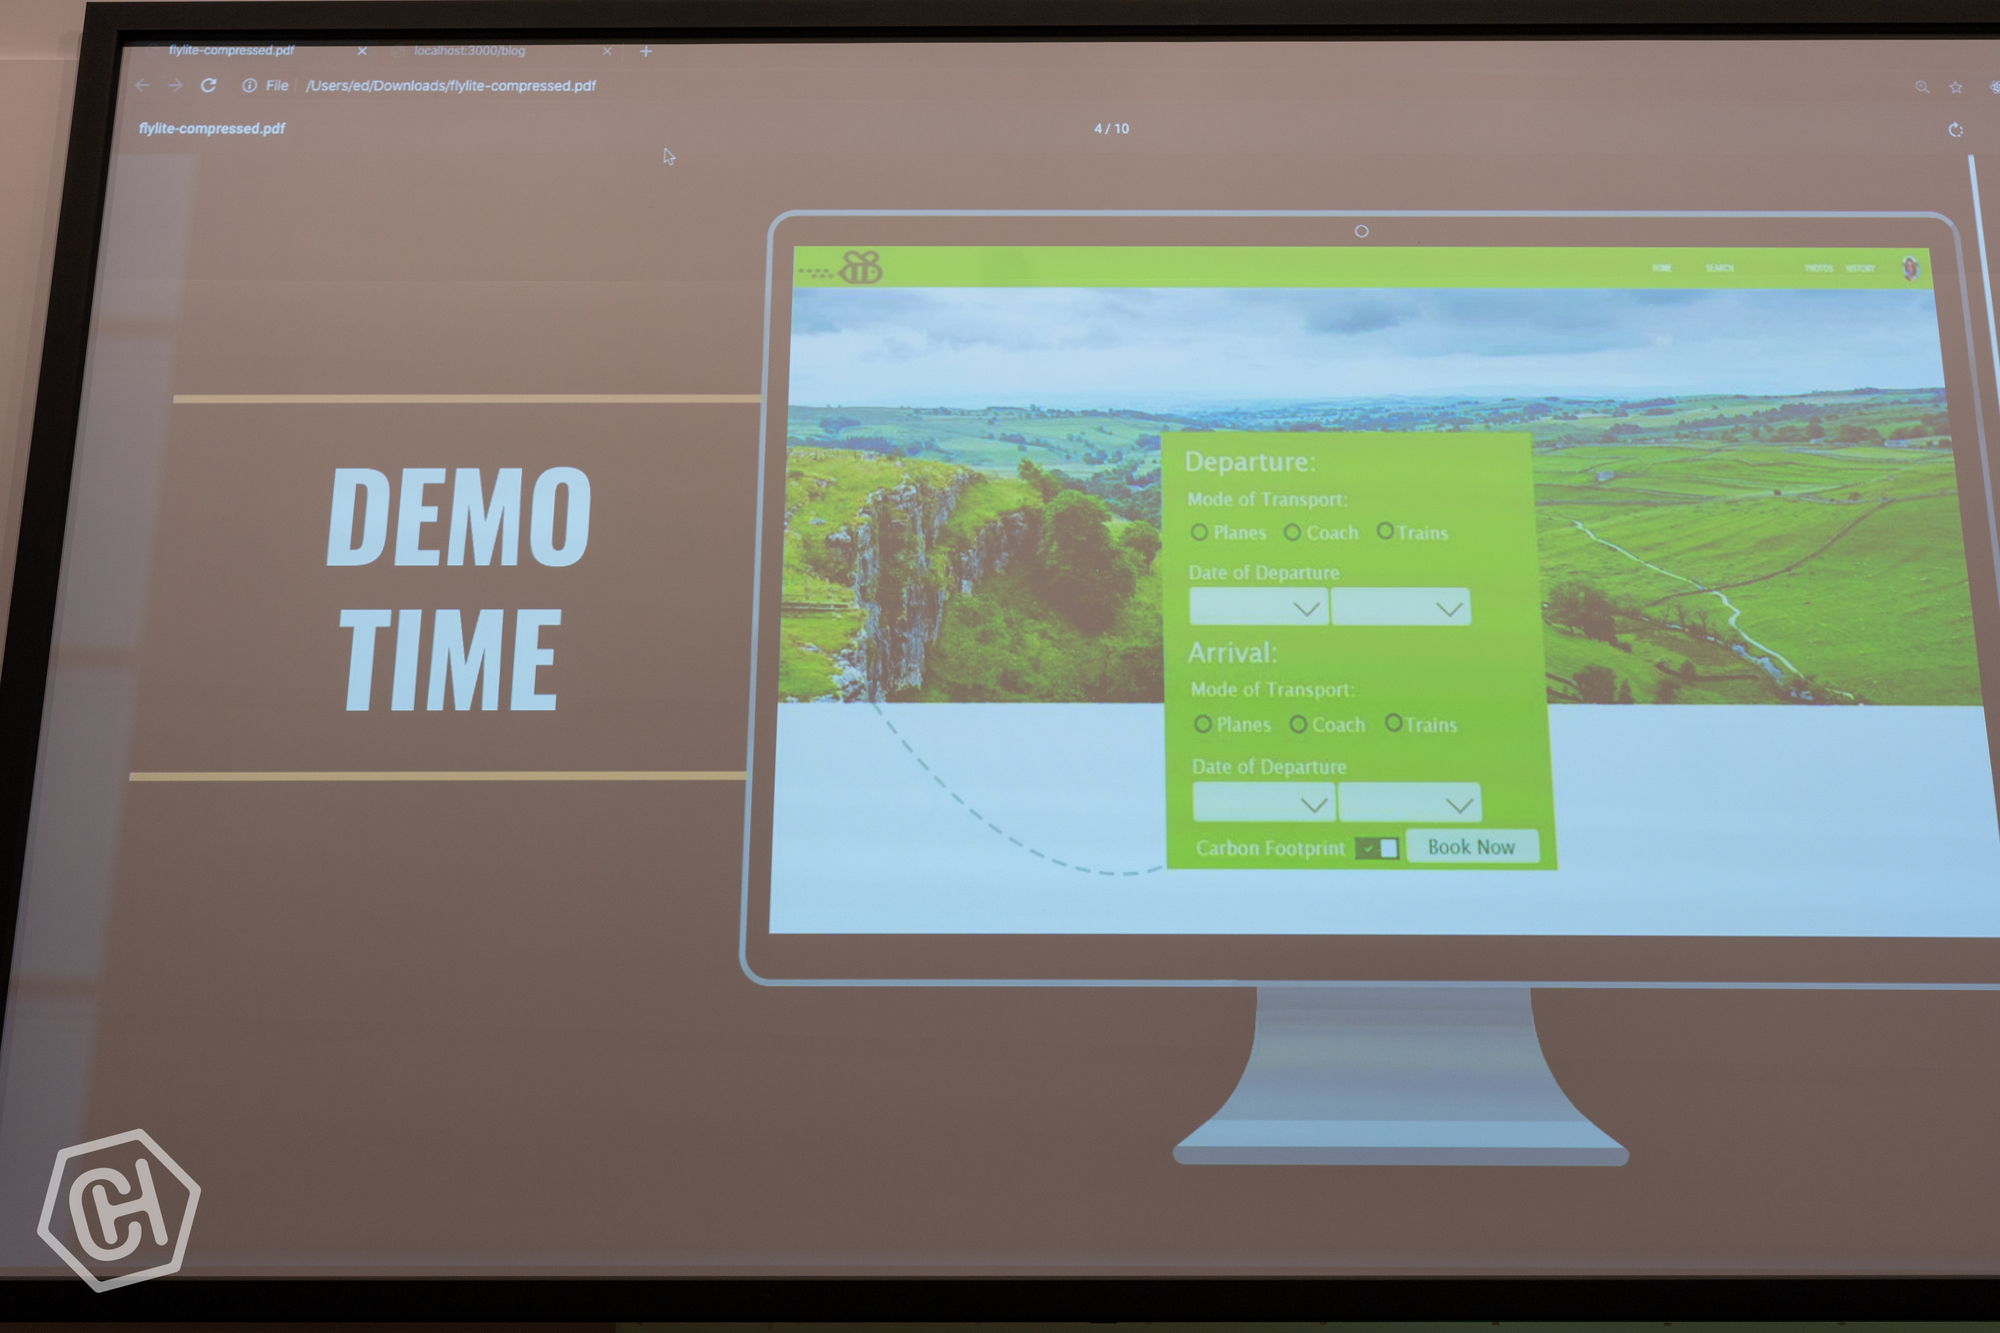 flylite-compressed.pdf
localhost:3000/blog
File /Users/ed/Downloads/flylite-compressed.pdf
flylite-compressed.pdf
4 / 10
HOME SEARCH PHOTOS HISTORY
DEMO
TIME
Departure:
Mode of Transport:
Planes Coach Trains
Date of Departure
Arrival:
Mode of Transport:
Planes Coach Trains
Date of Departure
Carbon Footprint Book Now
CH